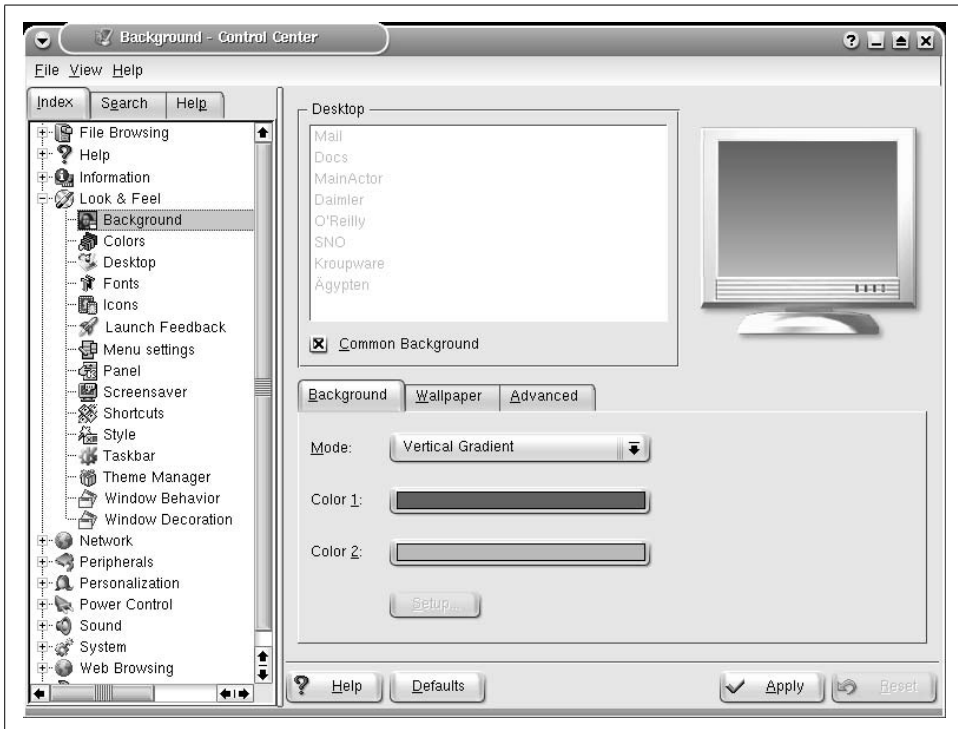 Background - Control Center
File View Help
Index Search Help
File Browsing
Help
Information
Look & Feel
Background
Colors
Desktop
Fonts
Icons
Launch Feedback
Menu settings
Panel
Screensaver
Shortcuts
Style
Taskbar
Theme Manager
Window Behavior
Window Decoration
Network
Peripherals
Personalization
Power Control
Sound
System
Web Browsing
Desktop
Mail
Docs
MainActor
Daimler
O'Reilly
SNO
Kroupware
Ägypten
Common Background
Background Wallpaper Advanced
Mode: Vertical Gradient
Color 1:
Color 2:
Setup...
Help Defaults Apply Reset